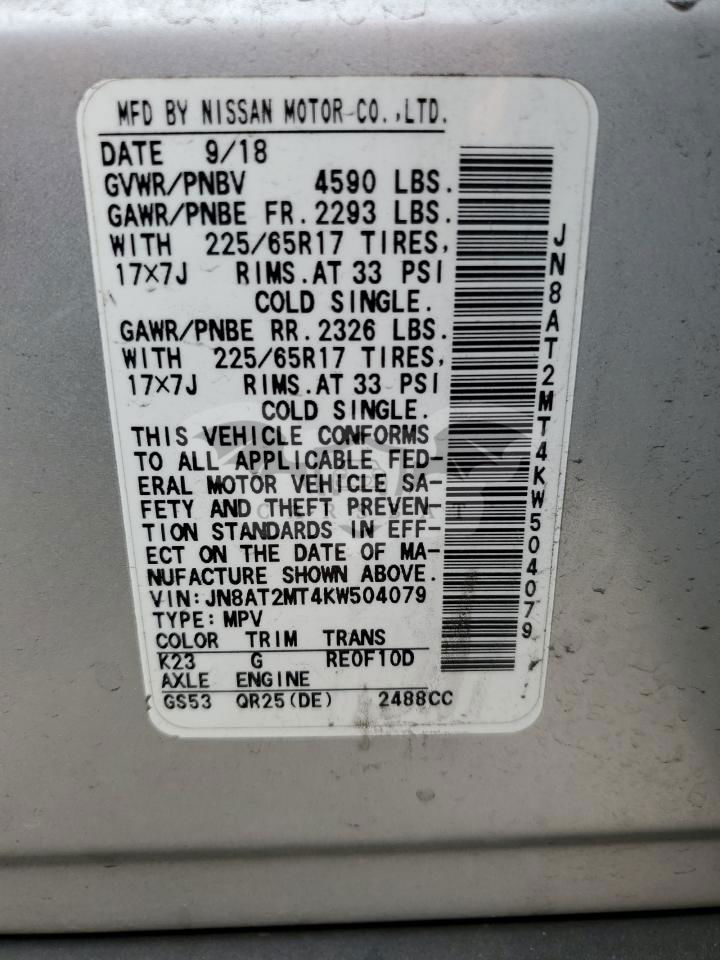 MFD BY NISSAN MOTOR CO.,LTD.
DATE 9/18
GVWR/PNBV 4590 LBS.
GAWR/PNBE FR. 2293 LBS.
WITH 225/65R17 TIRES,
17×7J RIMS. AT 33 PSI
COLD SINGLE.
GAWR/PNBE RR. 2326 LBS.
WITH 225/65R17 TIRES,
17×7J RIMS. AT 33 PSI
COLD SINGLE.
THIS VEHICLE CONFORMS
TO ALL APPLICABLE FED-
ERAL MOTOR VEHICLE SA-
FETY AND THEFT PREVEN-
TION STANDARDS IN EFF-
ECT ON THE DATE OF MA-
NUFACTURE SHOWN ABOVE.
VIN: JN8AT2MT4KW504079
TYPE: MPV
COLOR TRIM TRANS
K23 G RE0F10D
AXLE ENGINE
GS53 QR25(DE) 2488CC
JN8AT2MT4KW504079